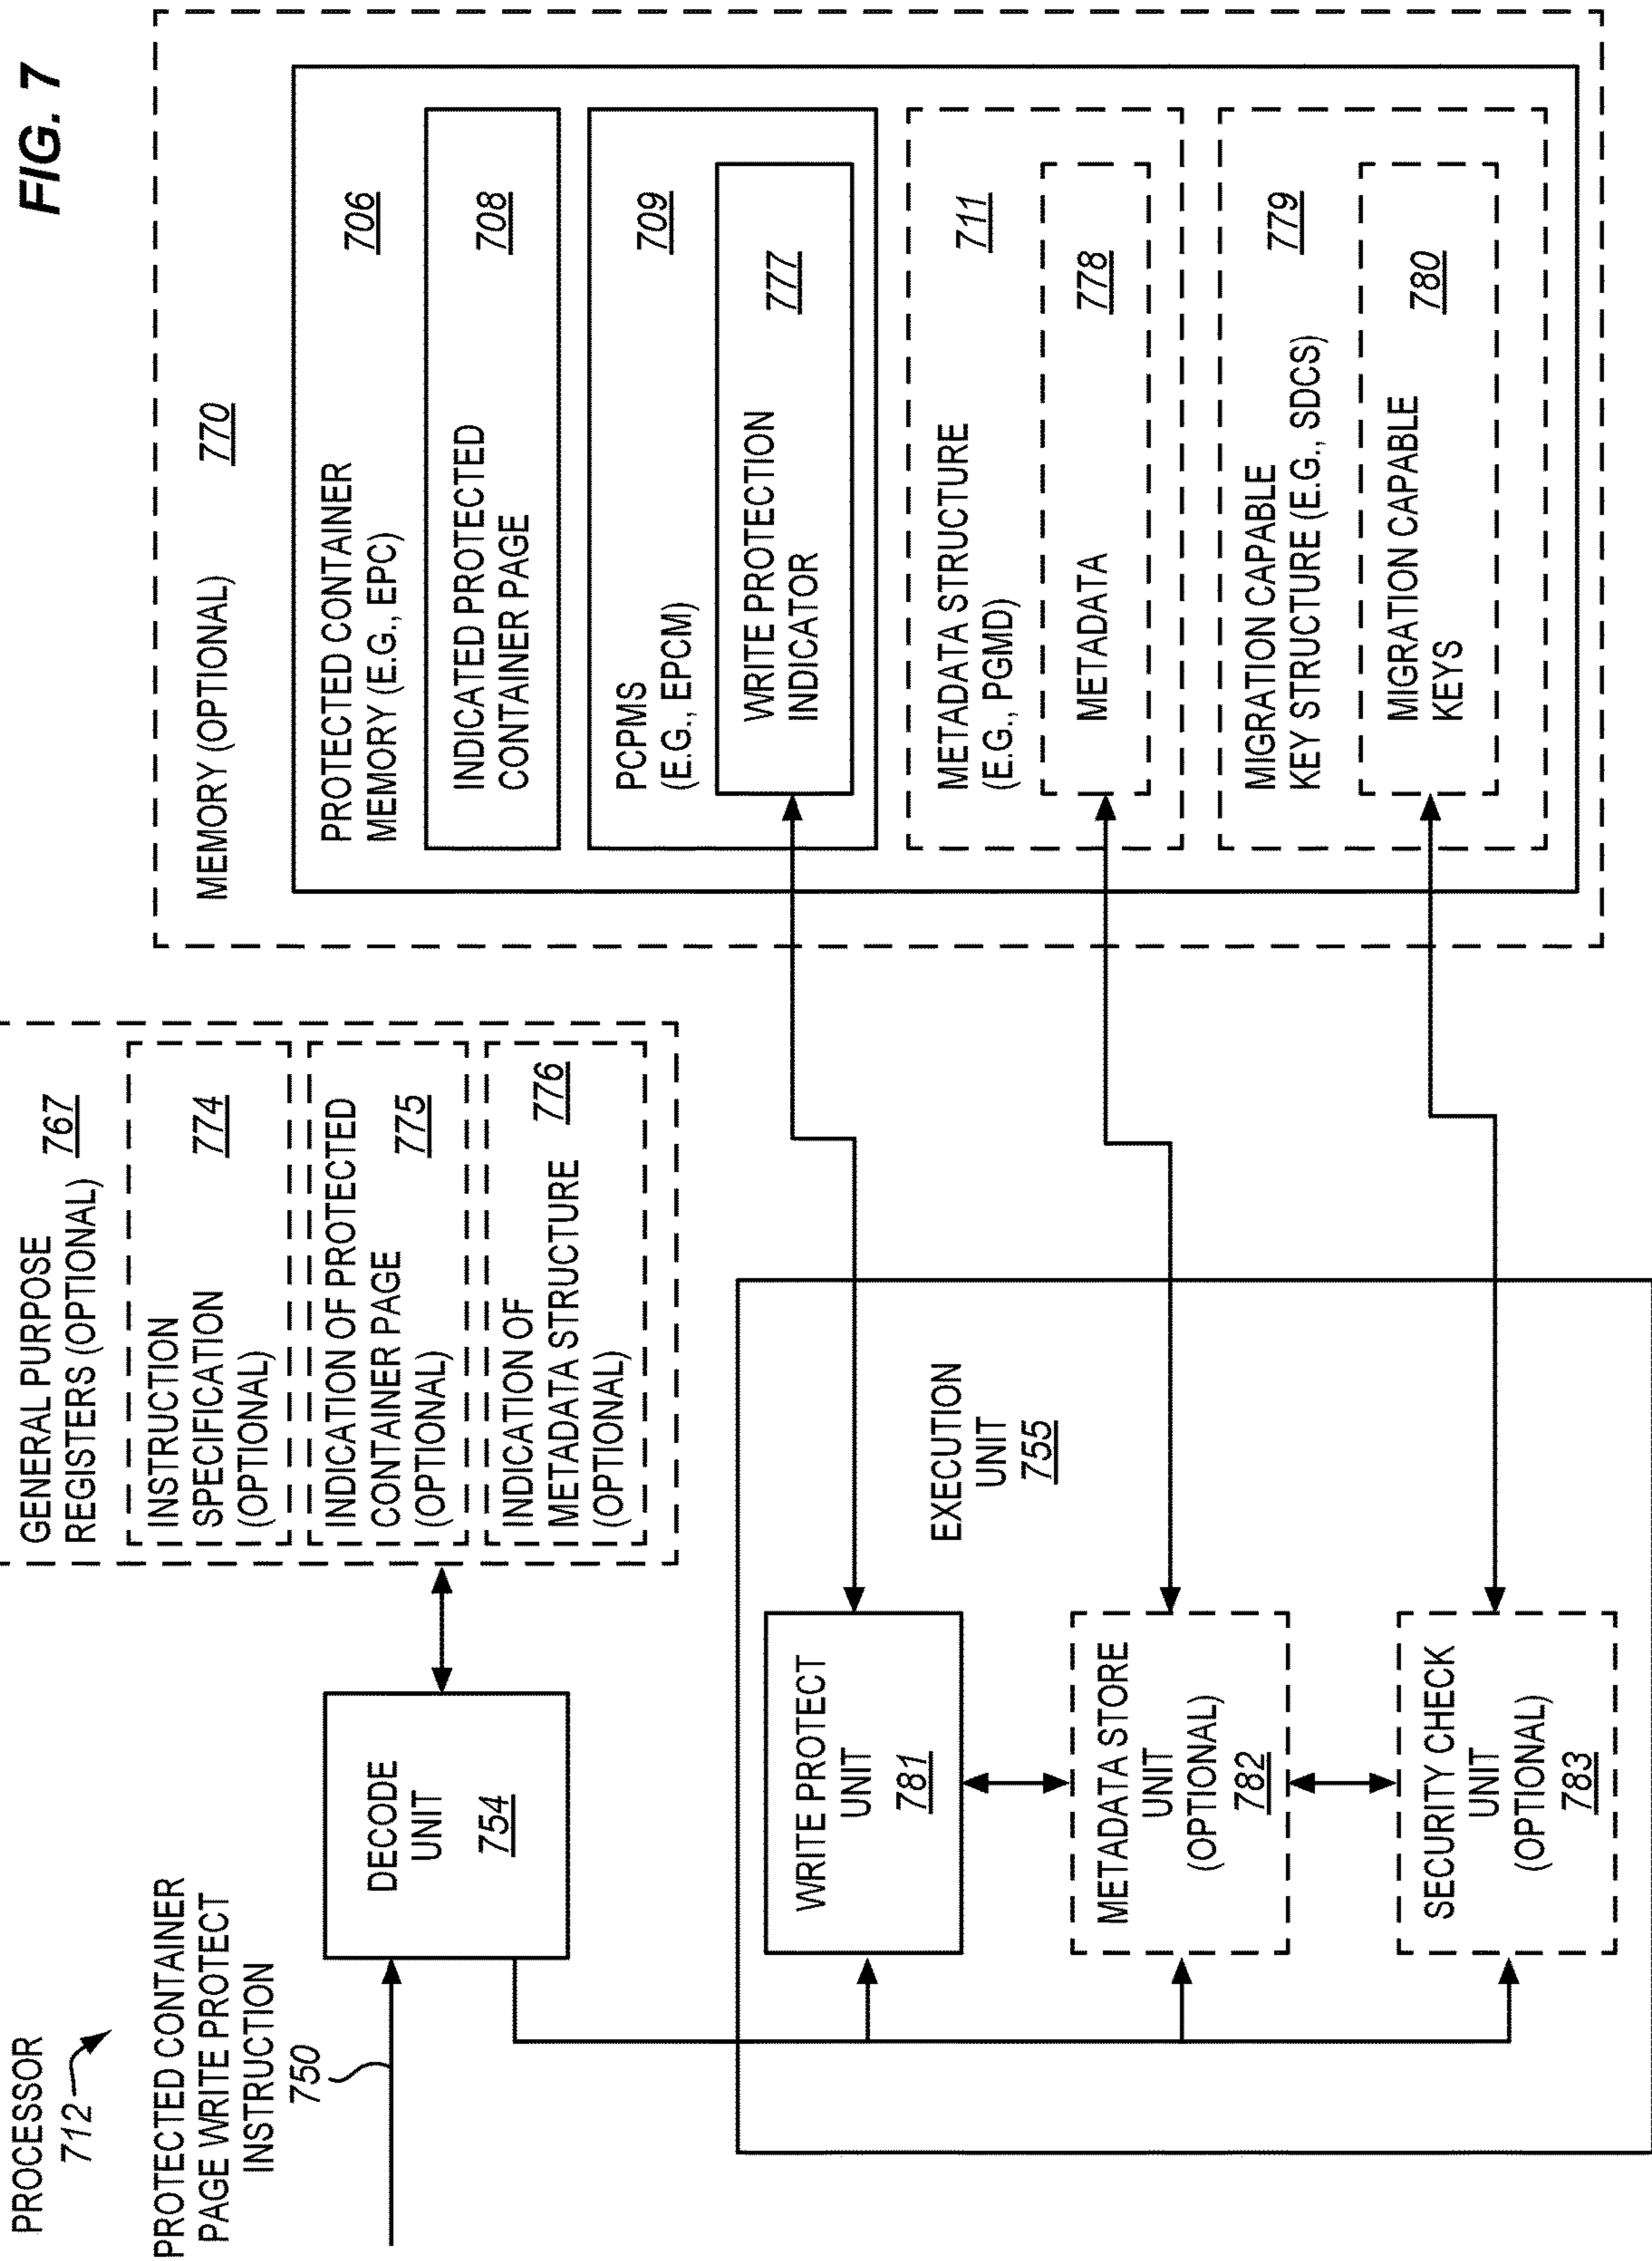 FIG. 7
PROCESSOR
712
PROTECTED CONTAINER
PAGE WRITE PROTECT
INSTRUCTION
750
DECODE
UNIT
754
GENERAL PURPOSE
REGISTERS (OPTIONAL)
767
INSTRUCTION
SPECIFICATION
(OPTIONAL)
774
INDICATION OF PROTECTED
CONTAINER PAGE
(OPTIONAL)
775
INDICATION OF
METADATA STRUCTURE
(OPTIONAL)
776
EXECUTION
UNIT
755
WRITE PROTECT
UNIT
781
METADATA STORE
UNIT
(OPTIONAL)
782
SECURITY CHECK
UNIT
(OPTIONAL)
783
MEMORY (OPTIONAL)
770
PROTECTED CONTAINER
MEMORY (E.G., EPC)
706
INDICATED PROTECTED
CONTAINER PAGE
708
PCPMS
(E.G., EPCM)
709
WRITE PROTECTION
INDICATOR
777
METADATA STRUCTURE
(E.G., PGMD)
711
METADATA
778
MIGRATION CAPABLE
KEY STRUCTURE (E.G., SDCS)
779
MIGRATION CAPABLE
KEYS
780